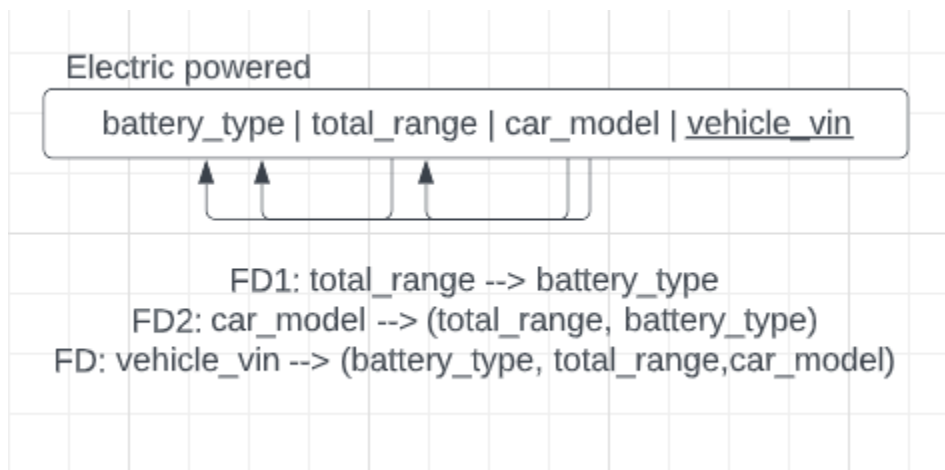 Electric powered
battery_type | total_range | car_model | vehicle_vin
FD1: total_range --> battery_type
FD2: car_model --> (total_range, battery_type)
FD: vehicle_vin --> (battery_type, total_range,car_model)